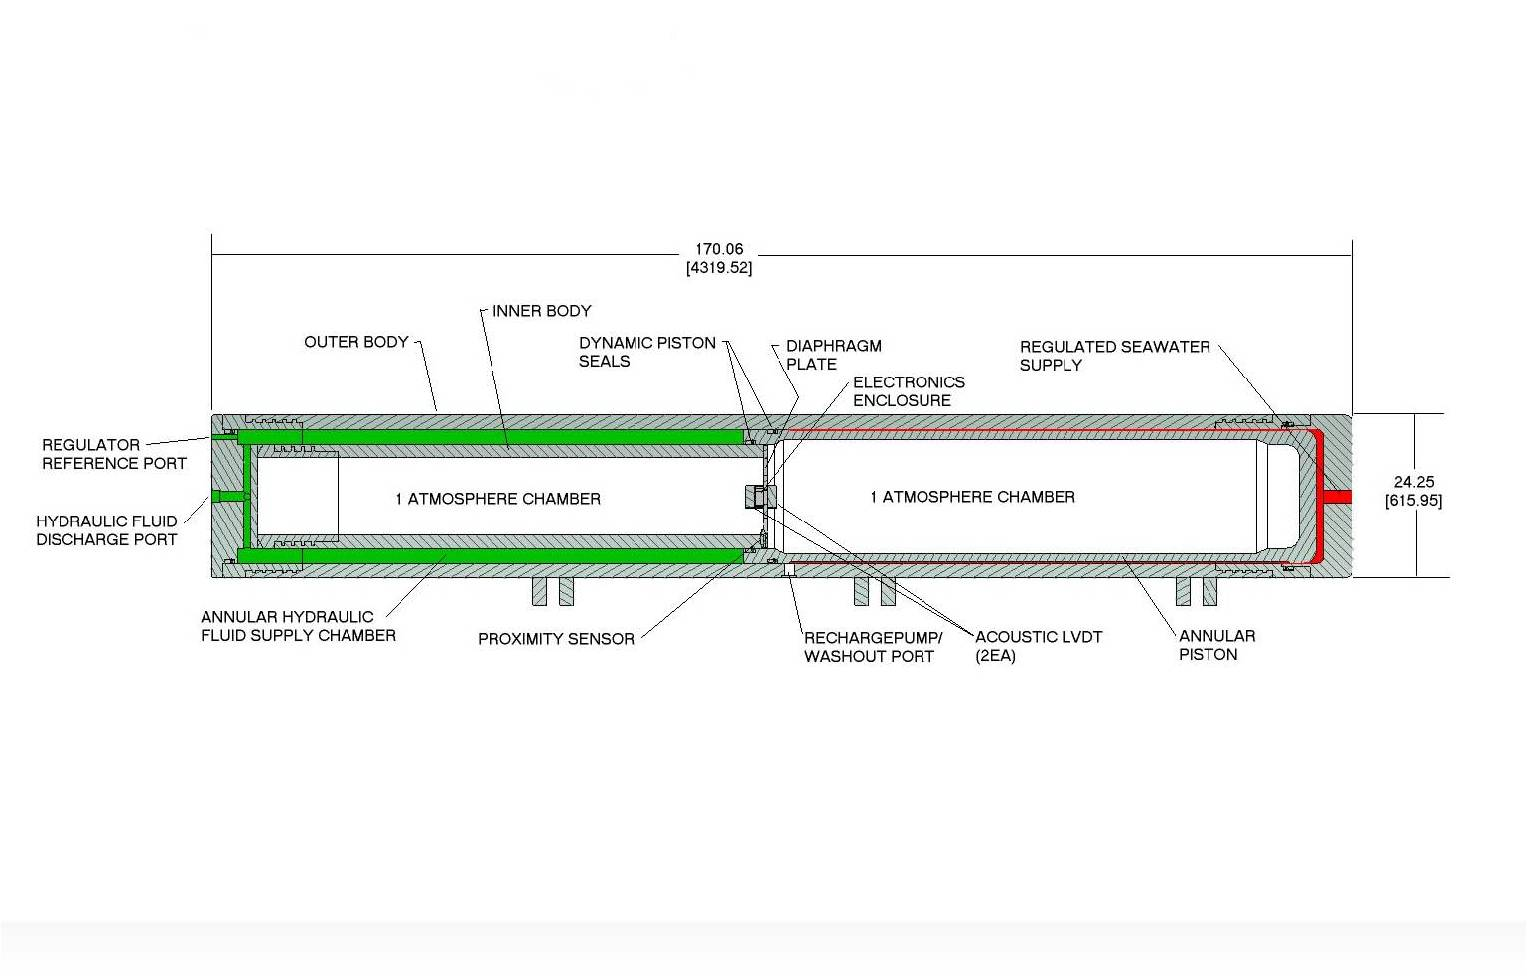 170.06
[4319.52]
INNER BODY
OUTER BODY
DYNAMIC PISTON
SEALS
DIAPHRAGM
PLATE
REGULATED SEAWATER
SUPPLY
ELECTRONICS
ENCLOSURE
REGULATOR
REFERENCE PORT
1 ATMOSPHERE CHAMBER
1 ATMOSPHERE CHAMBER
24.25
[615.95]
HYDRAULIC FLUID
DISCHARGE PORT
ANNULAR HYDRAULIC
FLUID SUPPLY CHAMBER
PROXIMITY SENSOR
RECHARGEPUMP/
WASHOUT PORT
ACOUSTIC LVDT
(2EA)
ANNULAR
PISTON